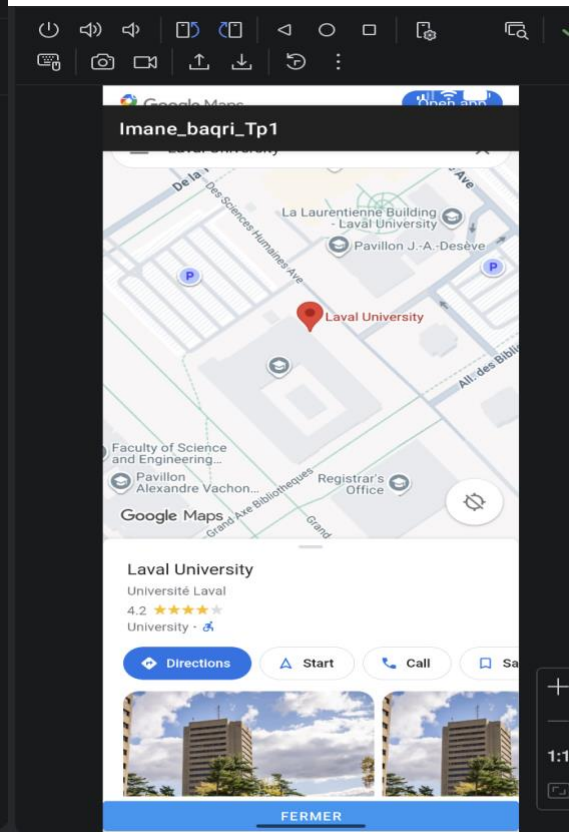 Google Maps
Open app
Imane_baqri_Tp1
Laval University
De la
Ave
Des Sciences Humaines Ave
La Laurentienne Building
- Laval University
Pavillon J.-A.-Desève
P
P
Laval University
All. des Biblio
Faculty of Science
and Engineering...
Pavillon
Alexandre Vachon...
Registrar's
Office
Grand Axe Bibliotheques
Grand
Google Maps
Laval University
Université Laval
4.2
University ·
Directions
Start
Call
Sa
1:1
FERMER